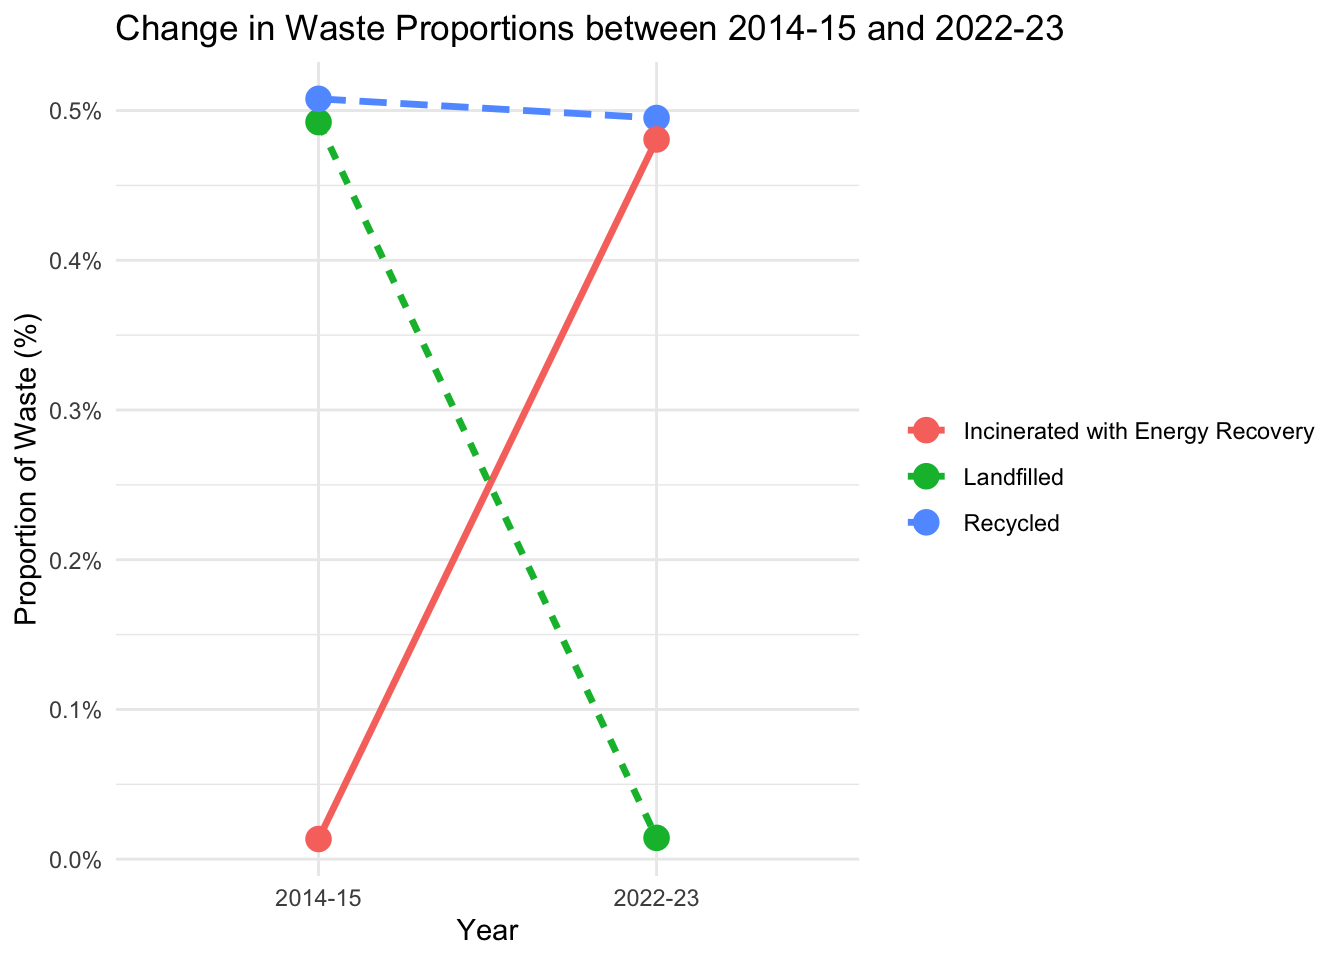 Change in Waste Proportions between 2014-15 and 2022-23
Proportion of Waste (%)
0.5%
0.4%
0.3%
0.2%
0.1%
0.0%
2014-15 2022-23
Year
Incinerated with Energy Recovery
Landfilled
Recycled